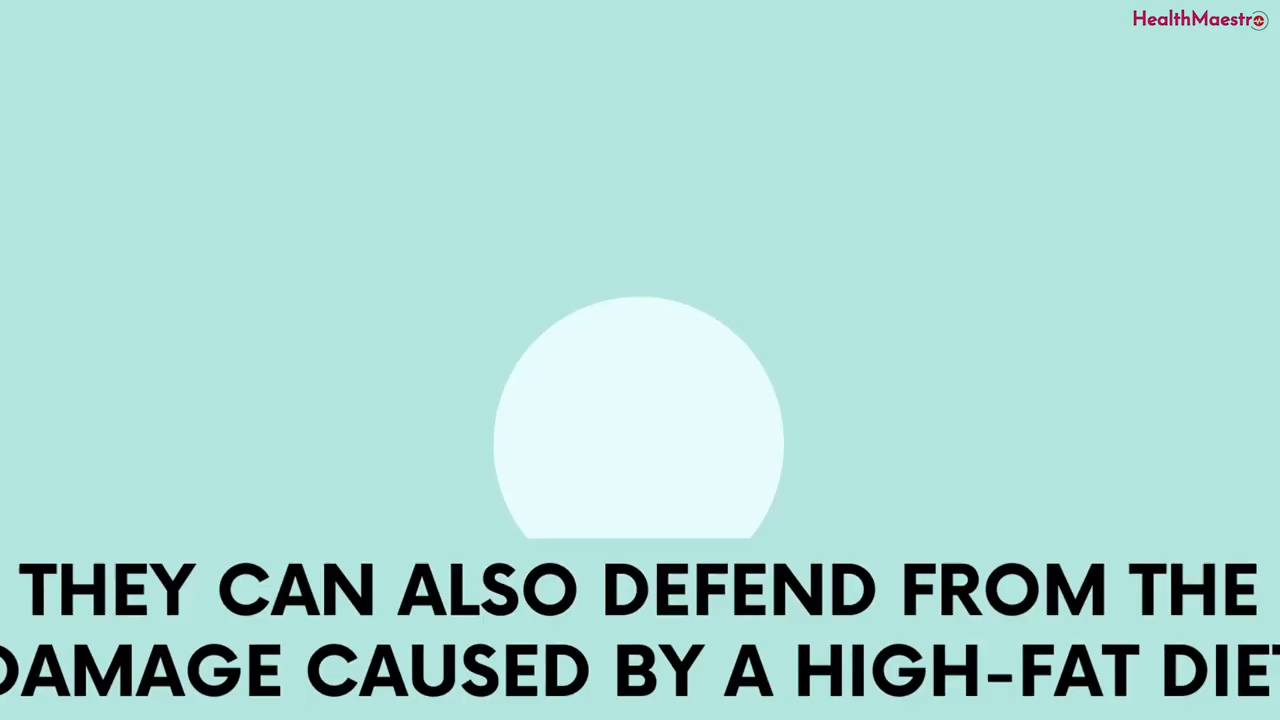 HealthMaestro
THEY CAN ALSO DEFEND FROM THE
DAMAGE CAUSED BY A HIGH-FAT DIET